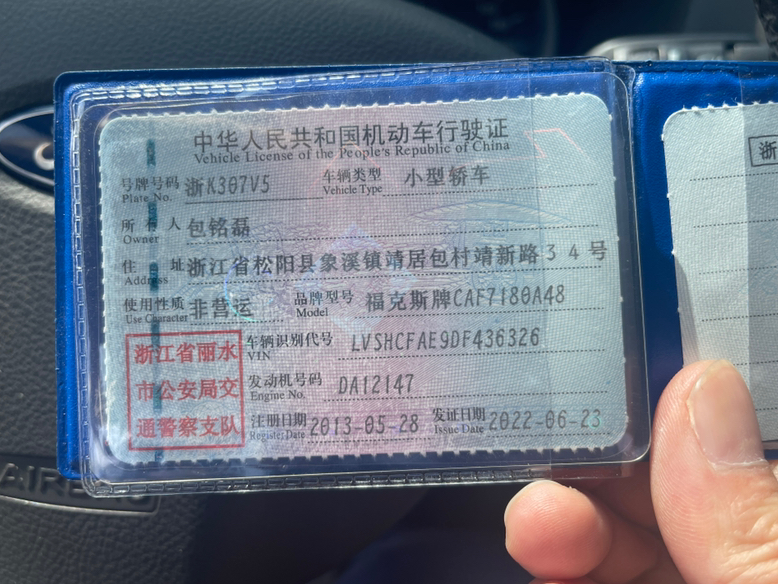 中华人民共和国机动车行驶证
Vehicle License of the People's Republic of China
号牌号码 浙K307V5 车辆类型 小型轿车
Plate No. Vehicle Type
所有人 包铭磊
Owner
住址 浙江省松阳县象溪镇靖居包村靖新路34号
Address
使用性质 非营运 品牌型号 福克斯牌CAF7180A48
Use Character Model
浙江省丽水市公安局交通警察支队
车辆识别代号 LVSHCFAE9DF436326
VIN
发动机号码 DA12147
Engine No.
注册日期 2013-05-28 发证日期 2022-06-23
Register Date Issue Date
浙
AIRB